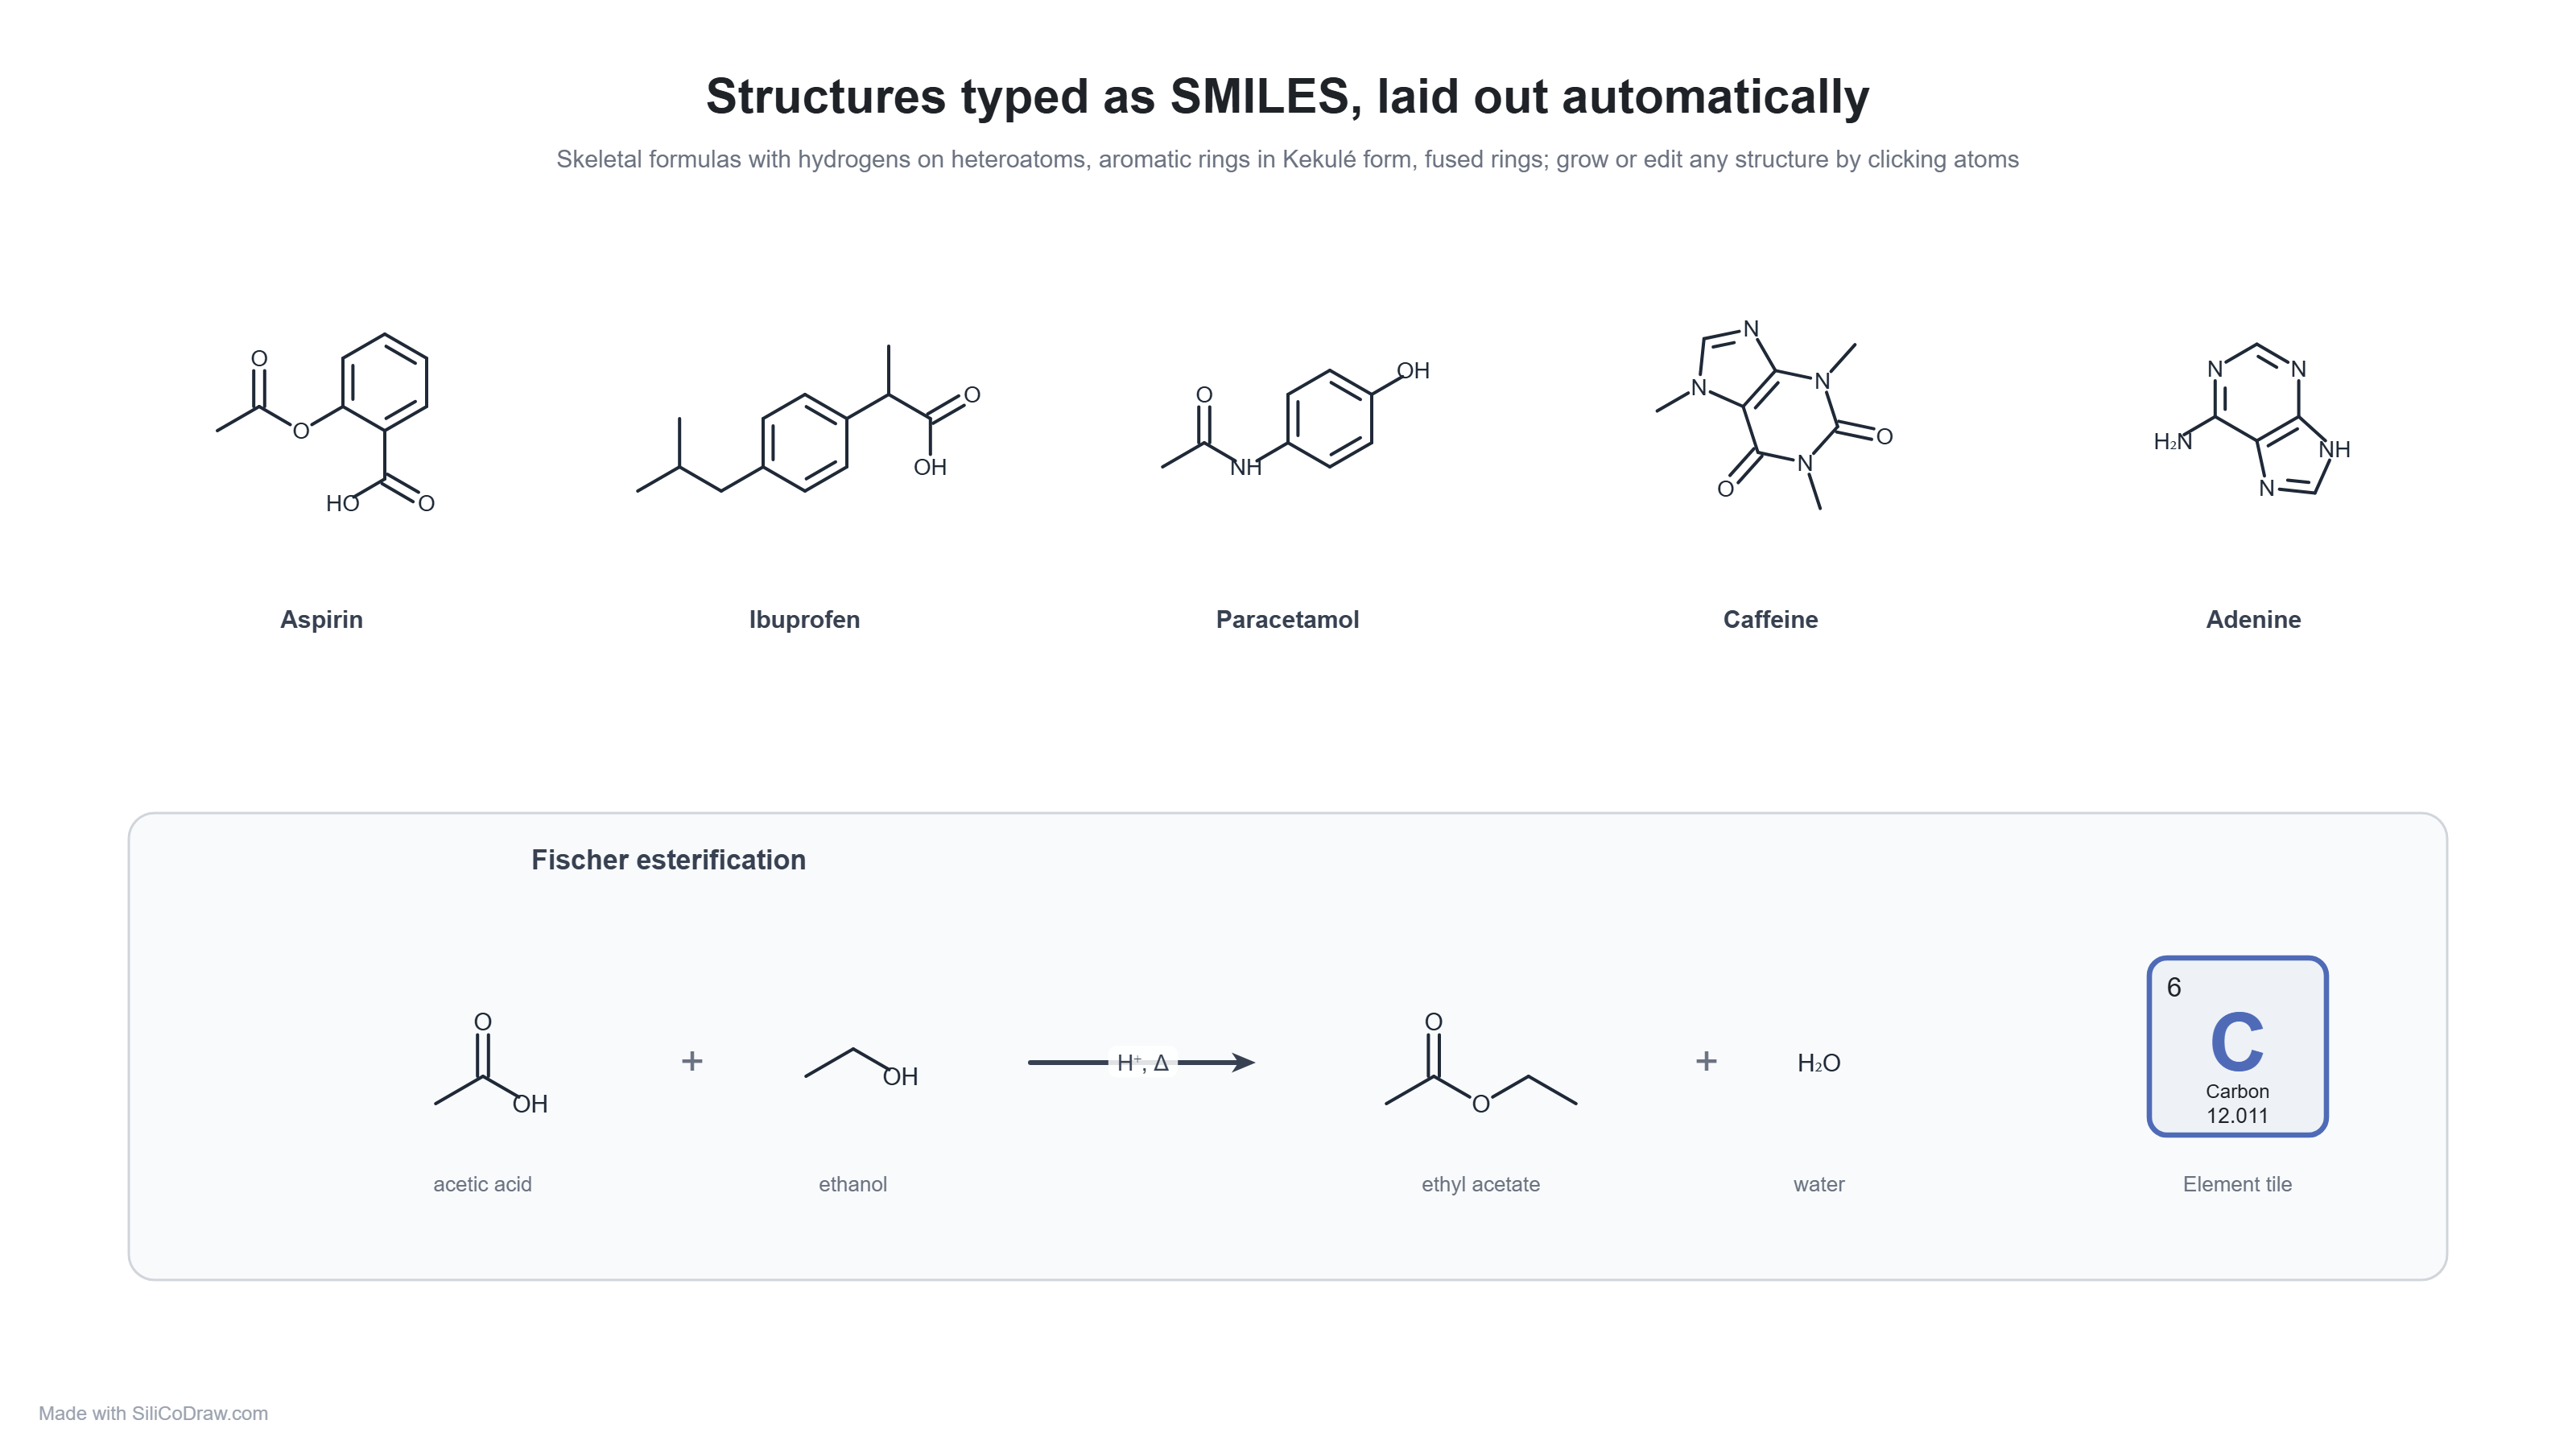 Structures typed as SMILES, laid out automatically
Skeletal formulas with hydrogens on heteroatoms, aromatic rings in Kekulé form, fused rings; grow or edit any structure by clicking atoms
O
O
HO
O
O
OH
O
NH
OH
N
N
N
N
O
O
N
N
H₂N
NH
N
Aspirin
Ibuprofen
Paracetamol
Caffeine
Adenine
Fischer esterification
O
OH
+
OH
H⁺, Δ
O
O
+
H₂O
6
C
Carbon
12.011
acetic acid
ethanol
ethyl acetate
water
Element tile
Made with SiliCoDraw.com